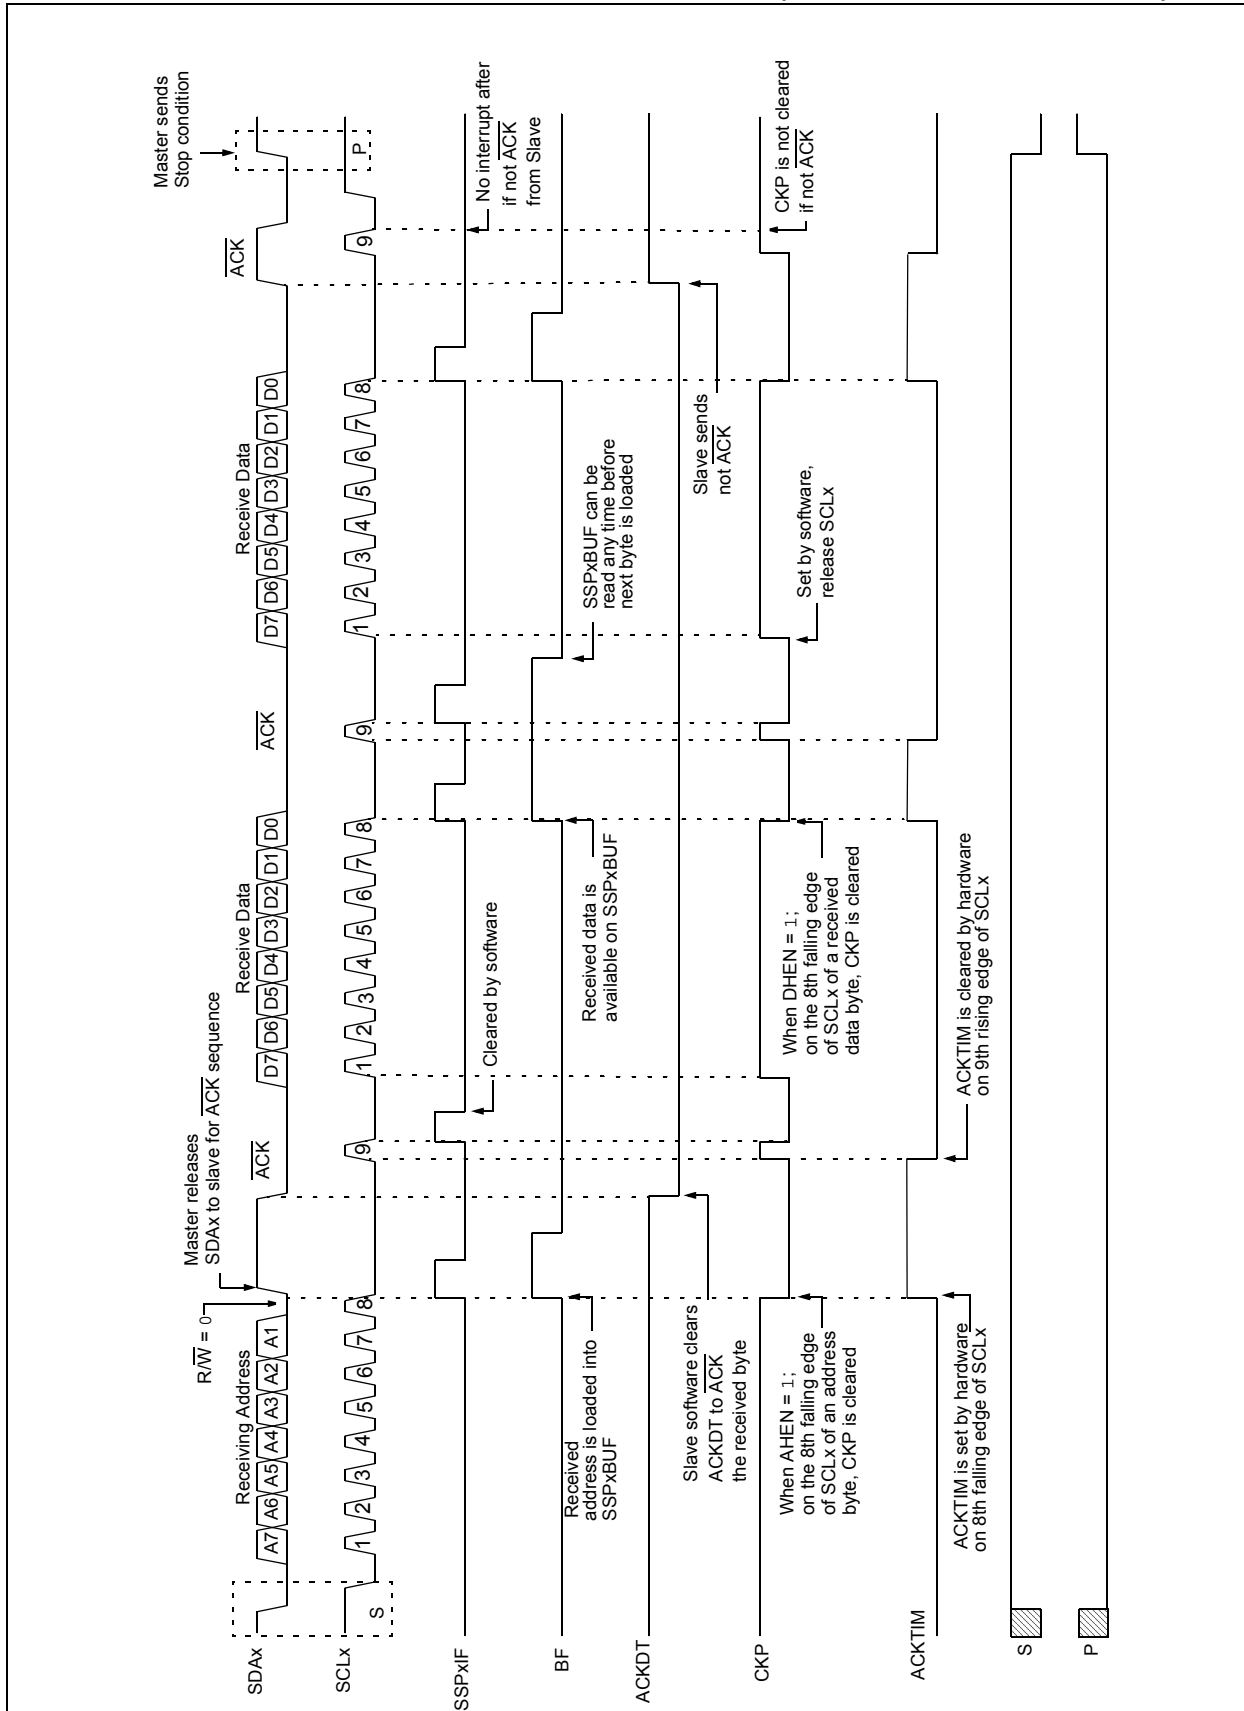 Master sends
Stop condition
Master releases
SDAx to slave for ACK sequence
R/W = 0
Receiving Address
ACK
Receive Data
ACK
Receive Data
ACK
SDAx
A7 A6 A5 A4 A3 A2 A1
D7 D6 D5 D4 D3 D2 D1 D0
D7 D6 D5 D4 D3 D2 D1 D0
SCLx
S
1 2 3 4 5 6 7 8 9
1 2 3 4 5 6 7 8 9
1 2 3 4 5 6 7 8 9
P
SSPxIF
Cleared by software
No interrupt after
if not ACK
from Slave
BF
Received
address is loaded into
SSPxBUF
Received data is
available on SSPxBUF
SSPxBUF can be
read any time before
next byte is loaded
ACKDT
Slave software clears
ACKDT to ACK
the received byte
Slave sends
not ACK
CKP
When AHEN = 1;
on the 8th falling edge
of SCLx of an address
byte, CKP is cleared
When DHEN = 1;
on the 8th falling edge
of SCLx of a received
data byte, CKP is cleared
Set by software,
release SCLx
CKP is not cleared
if not ACK
ACKTIM
ACKTIM is set by hardware
on 8th falling edge of SCLx
ACKTIM is cleared by hardware
on 9th rising edge of SCLx
S
P